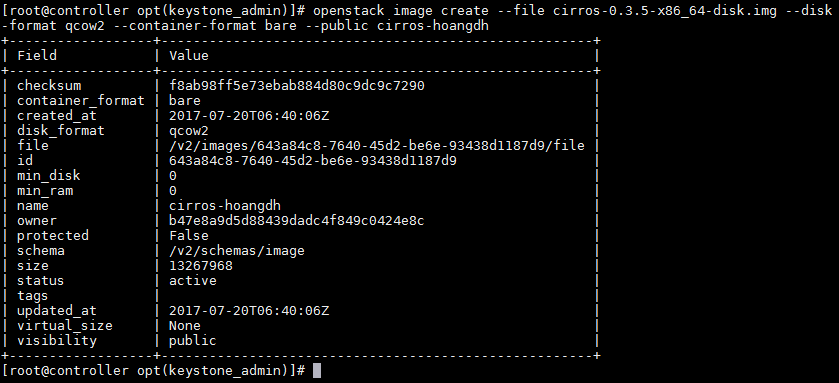 [root@controller opt(keystone_admin)]# openstack image create --file cirros-0.3.5-x86_64-disk.img --disk
-format qcow2 --container-format bare --public cirros-hoangdh
+------------------+------------------------------------------------------+
| Field            | Value                                                |
+------------------+------------------------------------------------------+
| checksum         | f8ab98ff5e73ebab884d80c9dc9c7290                     |
| container_format | bare                                                 |
| created_at       | 2017-07-20T06:40:06Z                                 |
| disk_format      | qcow2                                                |
| file             | /v2/images/643a84c8-7640-45d2-be6e-93438d1187d9/file |
| id               | 643a84c8-7640-45d2-be6e-93438d1187d9                 |
| min_disk         | 0                                                    |
| min_ram          | 0                                                    |
| name             | cirros-hoangdh                                       |
| owner            | b47e8a9d5d88439dadc4f849c0424e8c                     |
| protected        | False                                                |
| schema           | /v2/schemas/image                                    |
| size             | 13267968                                             |
| status           | active                                               |
| tags             |                                                      |
| updated_at       | 2017-07-20T06:40:06Z                                 |
| virtual_size     | None                                                 |
| visibility       | public                                               |
+------------------+------------------------------------------------------+
[root@controller opt(keystone_admin)]#